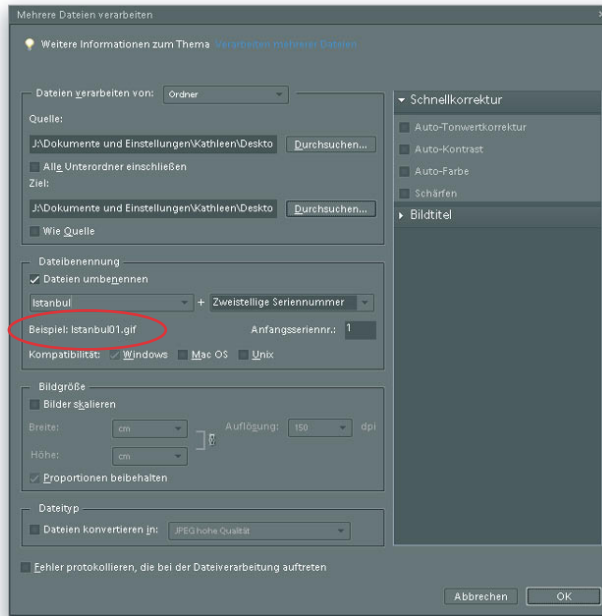 Mehrere Dateien verarbeiten
Weitere Informationen zum Thema Verarbeiten mehrerer Dateien
Dateien verarbeiten von: Ordner
Quelle:
J:\Dokumente und Einstellungen\Kathleen\Deskto Durchsuchen...
Alle Unterordner einschließen
Ziel:
J:\Dokumente und Einstellungen\Kathleen\Deskto Durchsuchen...
Wie Quelle
Dateibenennung
Dateien umbenennen
Istanbul + Zweistellige Seriennummer
Beispiel: Istanbul01.gif Anfangsseriennr.: 1
Kompatibilität: Windows Mac OS Unix
Bildgröße
Bilder skalieren
Breite: cm Auflösung: 150 dpi
Höhe: cm
Proportionen beibehalten
Dateityp
Dateien konvertieren in: JPEG hohe Qualität
Fehler protokollieren, die bei der Dateiverarbeitung auftreten
Schnellkorrektur
Auto-Tonwertkorrektur
Auto-Kontrast
Auto-Farbe
Schärfen
Bildtitel
Abbrechen OK